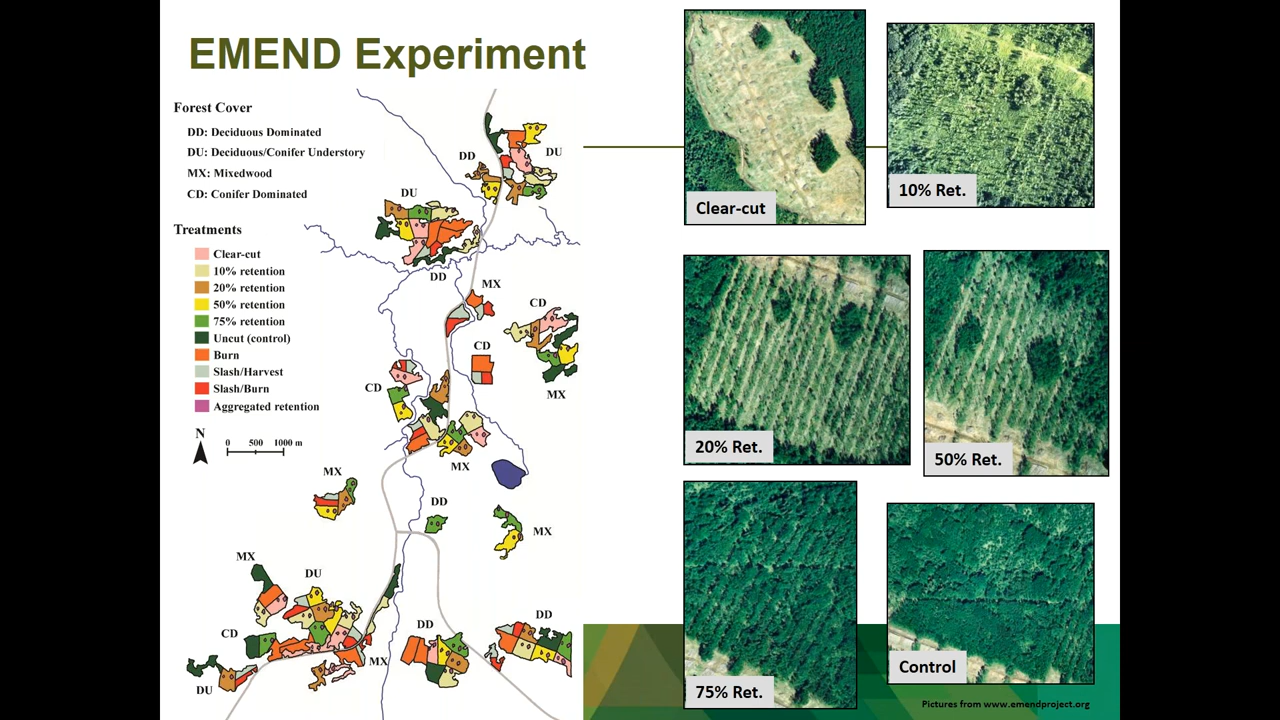 EMEND Experiment
Forest Cover
DD: Deciduous Dominated
DU: Deciduous/Conifer Understory
MX: Mixedwood
CD: Conifer Dominated
Treatments
Clear-cut
10% retention
20% retention
50% retention
75% retention
Uncut (control)
Burn
Slash/Harvest
Slash/Burn
Aggregated retention
N
0 500 1000 m
DD
DU
DU
DD
MX
CD
CD
CD
MX
MX
MX
DD
MX
MX
DU
CD
DU
MX
DD
DD
Clear-cut
10% Ret.
20% Ret.
50% Ret.
75% Ret.
Control
Pictures from www.emendproject.org